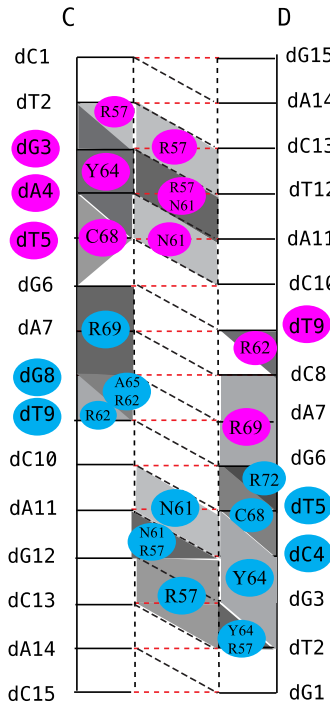 C D
dC1 dG15
dT2 R57 dA14
dG3 R57 dC13
Y64
dA4 R57 dT12
N61
dT5 C68 N61 dA11
dG6 dC10
dA7 R69 dT9
R62
dG8 A65 dC8
R62
dT9 R62 R69 dA7
dC10 dG6
R72
dA11 N61 C68 dT5
N61
R57
dG12 dC4
Y64
dC13 R57 dG3
Y64
R57
dA14 dT2
dC15 dG1